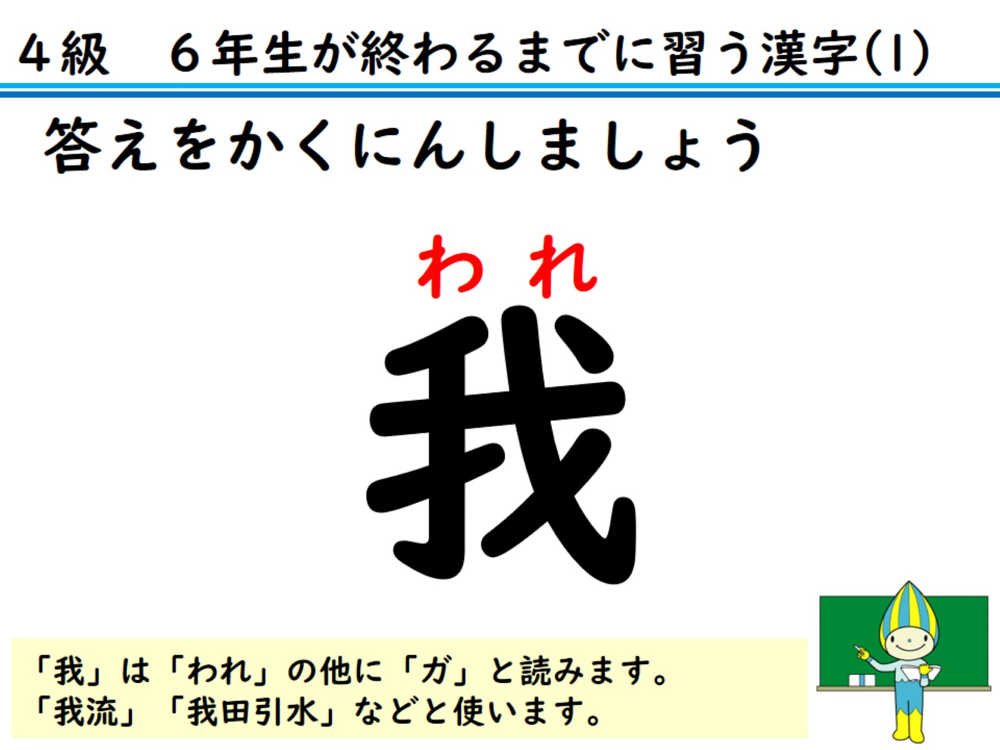 ４級　６年生が終わるまでに習う漢字(1)
答えをかくにんしましょう
われ
我
「我」は「われ」の他に「ガ」と読みます。
「我流」「我田引水」などと使います。